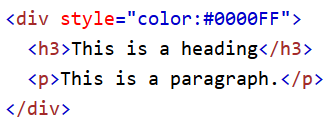 <div style="color:#0000FF">
  <h3>This is a heading</h3>
  <p>This is a paragraph.</p>
</div>